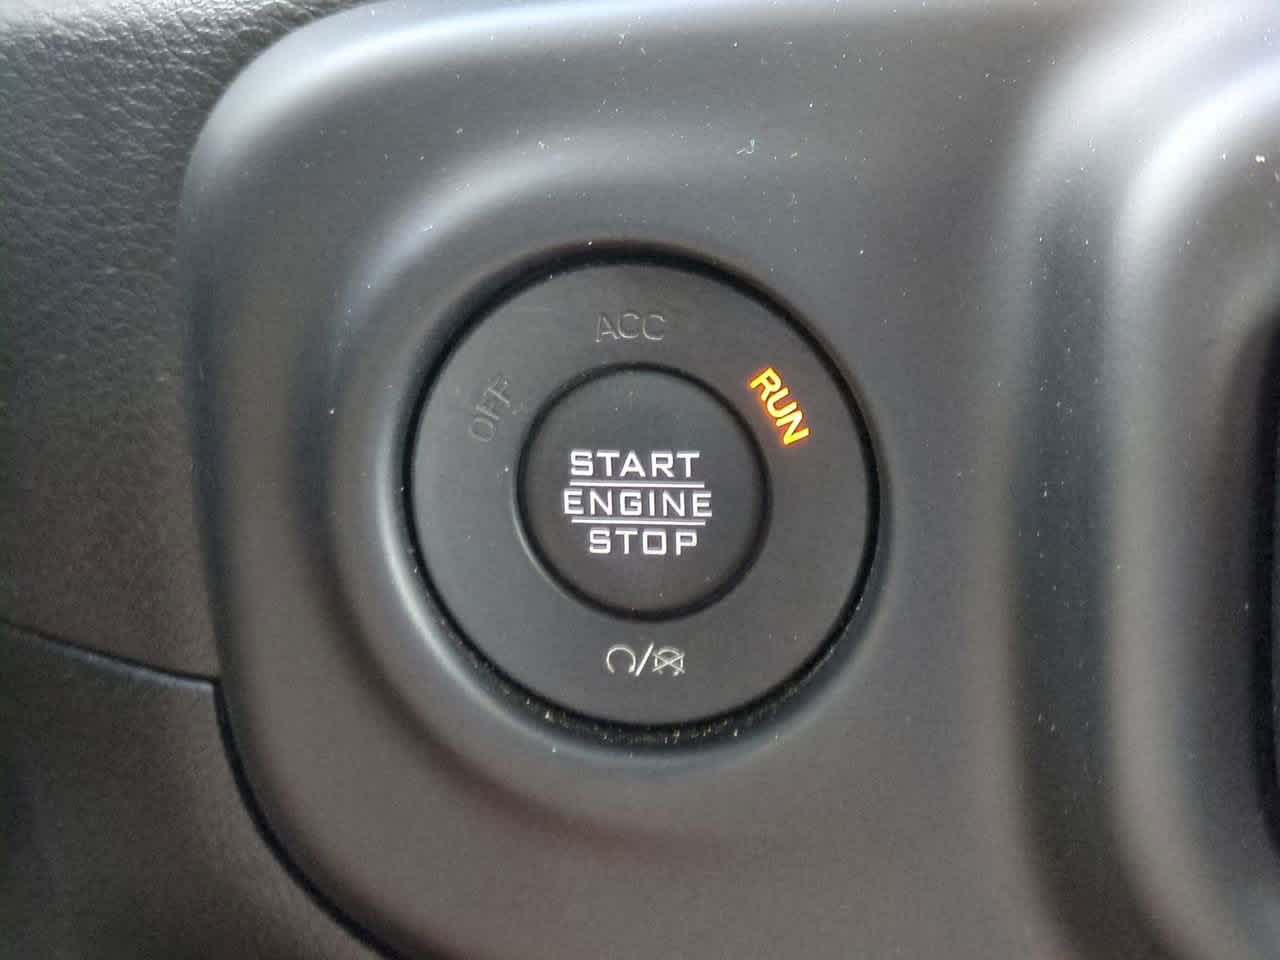 ACC
OFF
RUN
START
ENGINE
STOP